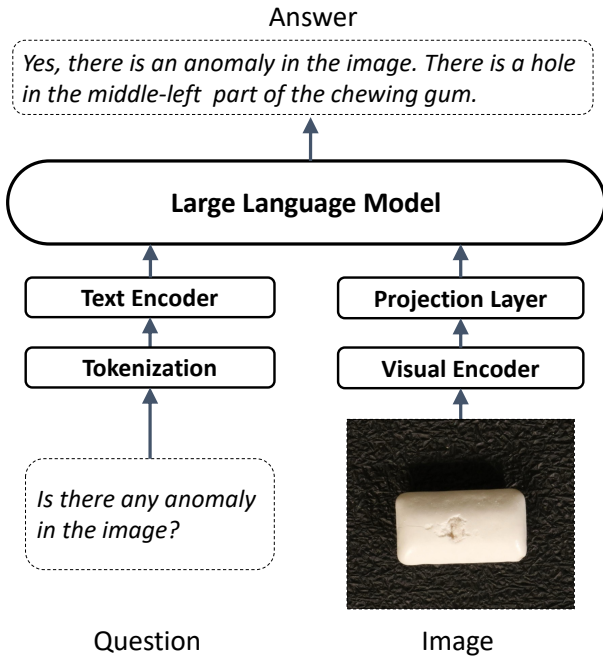 Answer
Yes, there is an anomaly in the image. There is a hole
in the middle-left part of the chewing gum.
Large Language Model
Text Encoder
Projection Layer
Tokenization
Visual Encoder
Is there any anomaly
in the image?
Question
Image